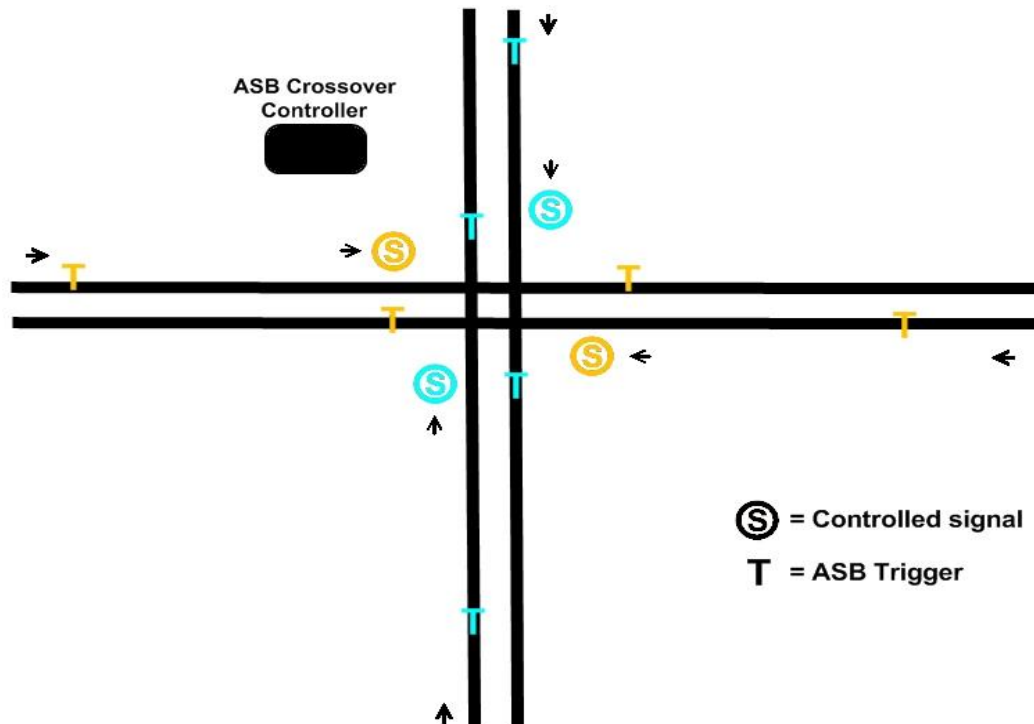 T
ASB Crossover
Controller
T
S
S
T
T
T
T
S
S
T
S = Controlled signal
T = ASB Trigger
T